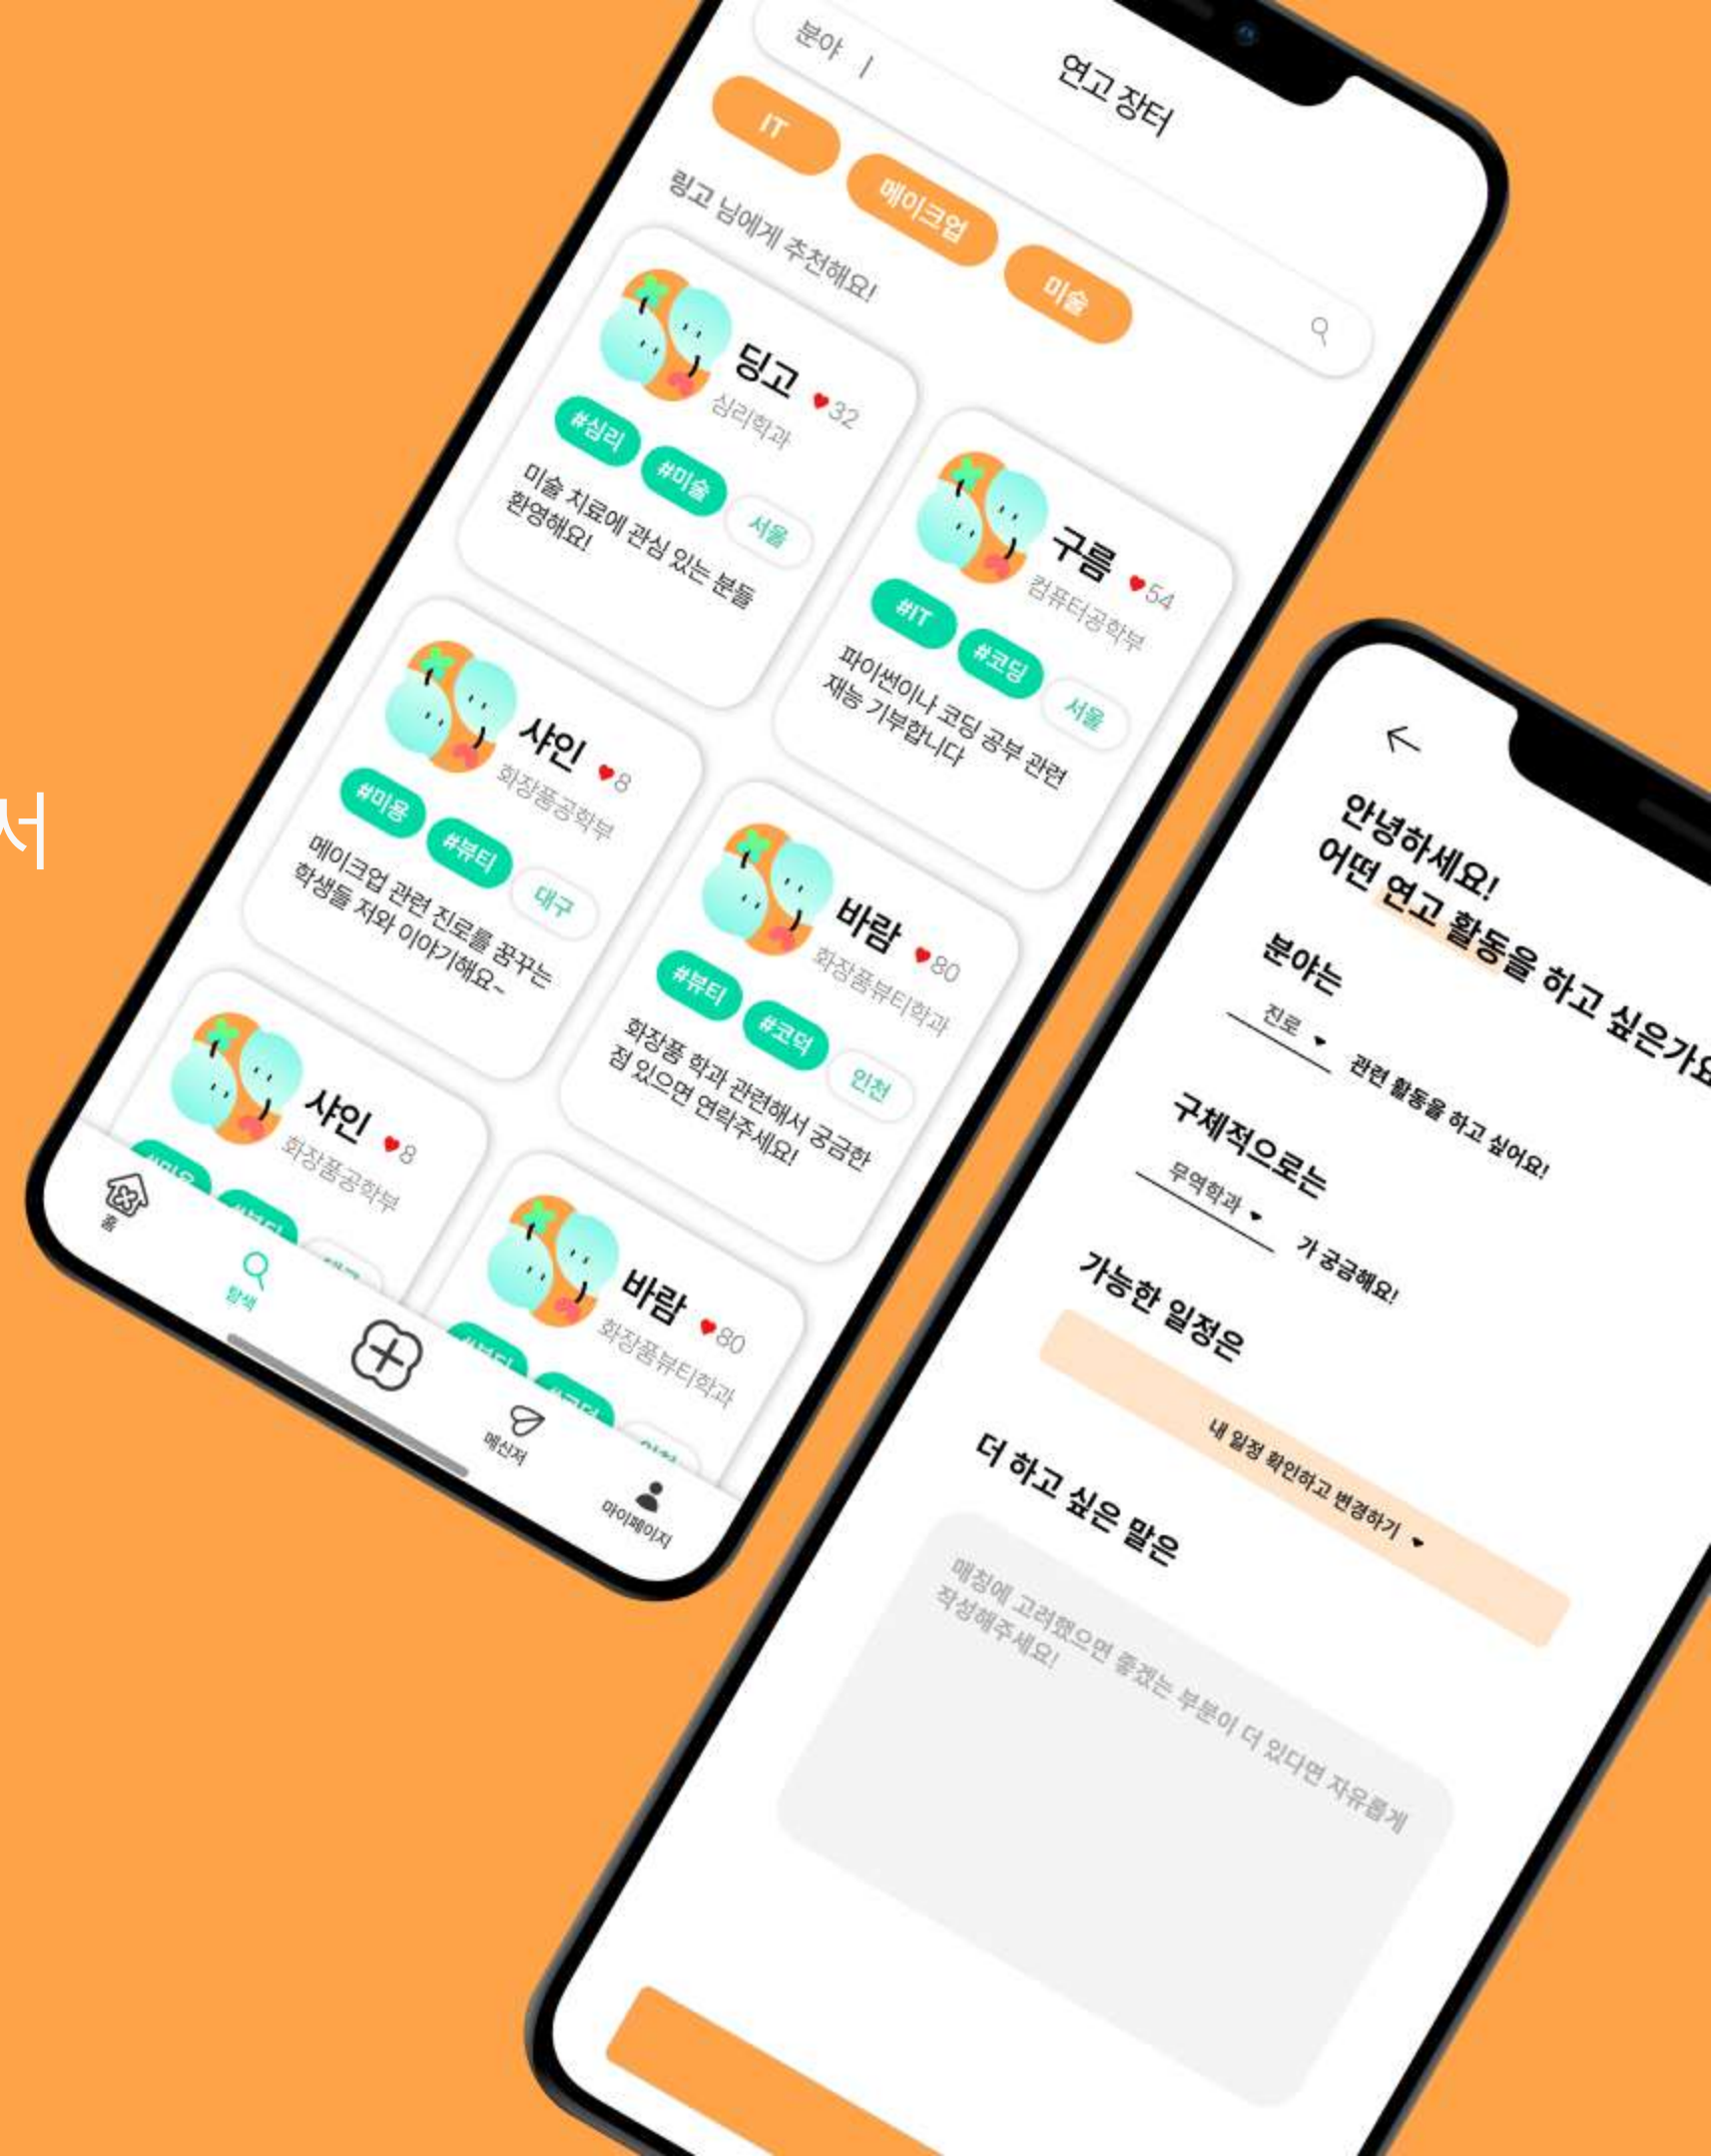 서
연고 장터
분야 |
IT
메이크업
미술
링고 님에게 추천해요!
딩고 32
심리학과
#심리 #미술 서울
미술 치료에 관심 있는 분들
환영해요!
구름 54
컴퓨터공학부
#IT #코딩 서울
파이썬이나 코딩 공부 관련
재능 기부합니다
샤인 8
화장품공학부
#미용 #뷰티 대구
메이크업 관련 진로를 꿈꾸는
학생들 저와 이야기해요~
바람 80
화장품뷰티학과
#뷰티 #코덕 인천
화장품 학과 관련해서 궁금한
점 있으면 연락주세요!
샤인 8
화장품공학부
바람 80
화장품뷰티학과
홈
탐색
메신저
마이페이지
안녕하세요!
어떤 연고 활동을 하고 싶은가요
분야는
진로 관련 활동을 하고 싶어요!
구체적으로는
무역학과 가 궁금해요!
가능한 일정은
내 일정 확인하고 변경하기
더 하고 싶은 말은
매칭에 고려했으면 좋겠는 부분이 더 있다면 자유롭게
작성해주세요!